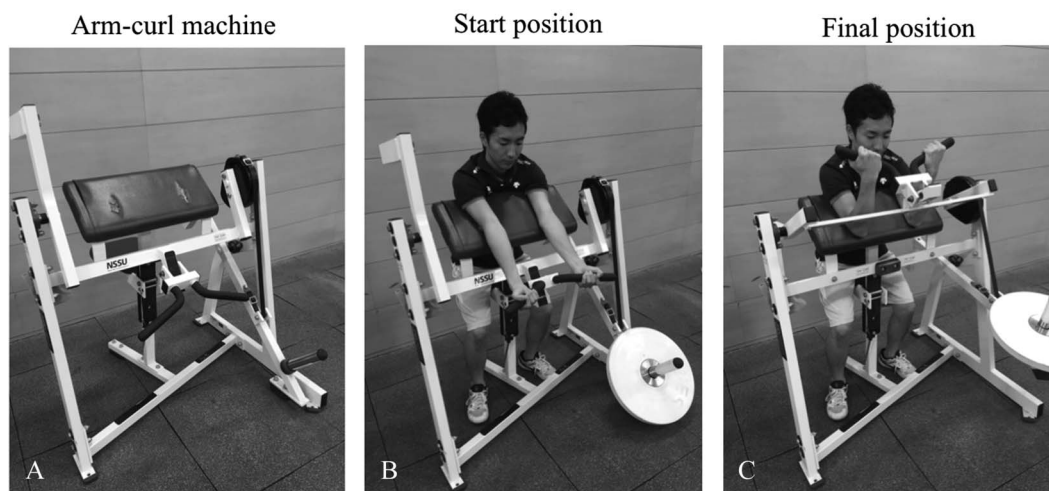 Arm-curl machine
Start position
Final position
NSSU
NSSU
A
B
C